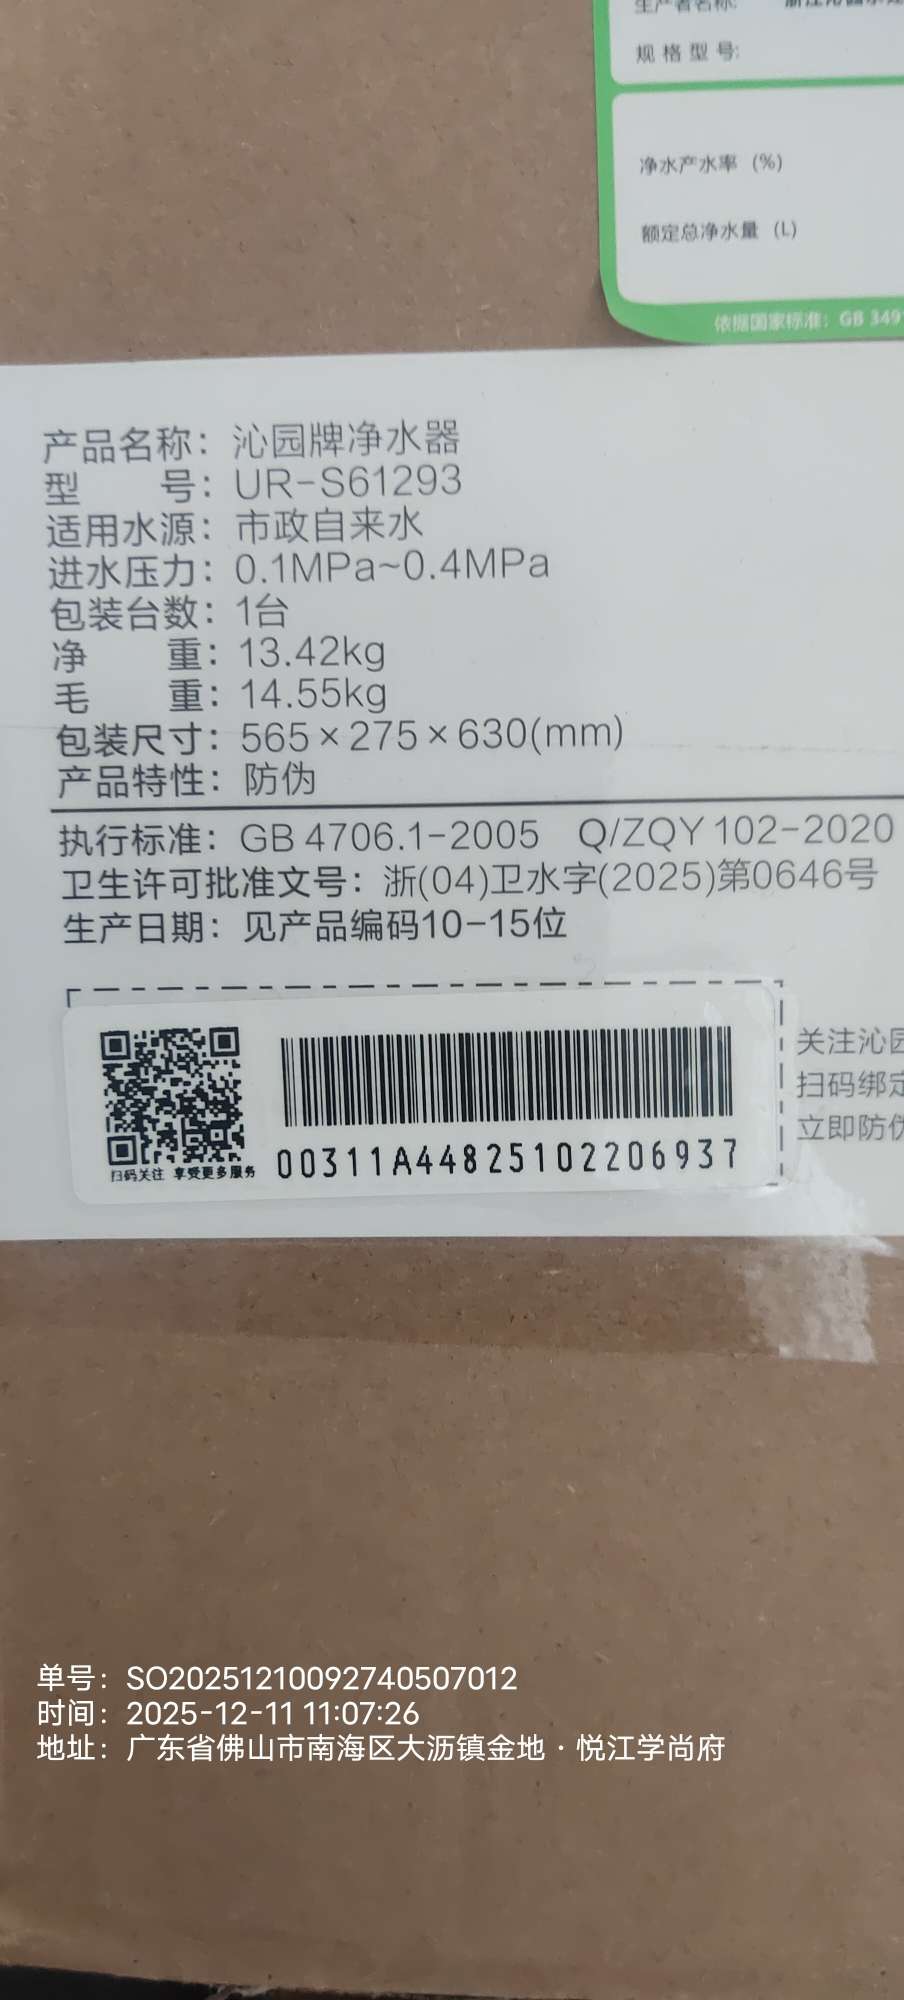 生产者名称:
规格型号:
净水产水率 (%)
额定总净水量 (L)
依据国家标准: GB 349
产品名称：沁园牌净水器
型 号：UR-S61293
适用水源：市政自来水
进水压力：0.1MPa~0.4MPa
包装台数：1台
净 重：13.42kg
毛 重：14.55kg
包装尺寸：565×275×630(mm)
产品特性：防伪
执行标准：GB 4706.1-2005 Q/ZQY 102-2020
卫生许可批准文号：浙(04)卫水字(2025)第0646号
生产日期：见产品编码10-15位
关注沁园
扫码绑定
立即防伪
扫码关注 享受更多服务
00311A44825102206937
单号：SO20251210092740507012
时间：2025-12-11 11:07:26
地址：广东省佛山市南海区大沥镇金地·悦江学尚府